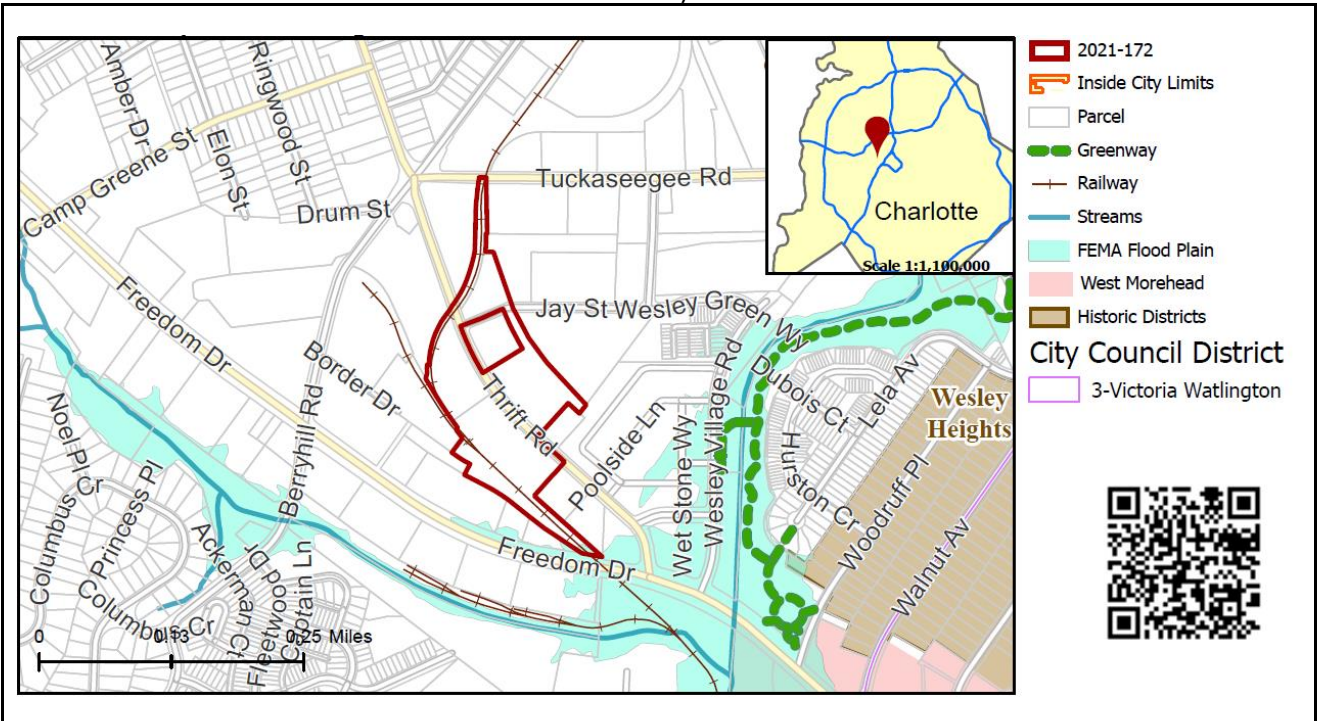 Amber Dr
Ringwood St
Camp Greene St
Elon St
Drum St
Tuckaseegee Rd
Charlotte
Scale 1:1,100,000
Freedom Dr
Border Dr
Berryhill Rd
Jay St
Wesley Green Wy
Thrift Rd
Poolside Ln
Wet Stone Wy
Wesley Village Rd
Dubois Ct
Lela Av
Hurston Cr
Woodruff Pl
Walnut Av
Wesley
Heights
Noel Pl
Columbus Cr
Princess Pl
Columbus Cr
Ackerman Ct
Fleetwood Dr
Captain Ln
Freedom Dr
0 0.13 0.25 Miles
2021-172
Inside City Limits
Parcel
Greenway
Railway
Streams
FEMA Flood Plain
West Morehead
Historic Districts
City Council District
3-Victoria Watlington